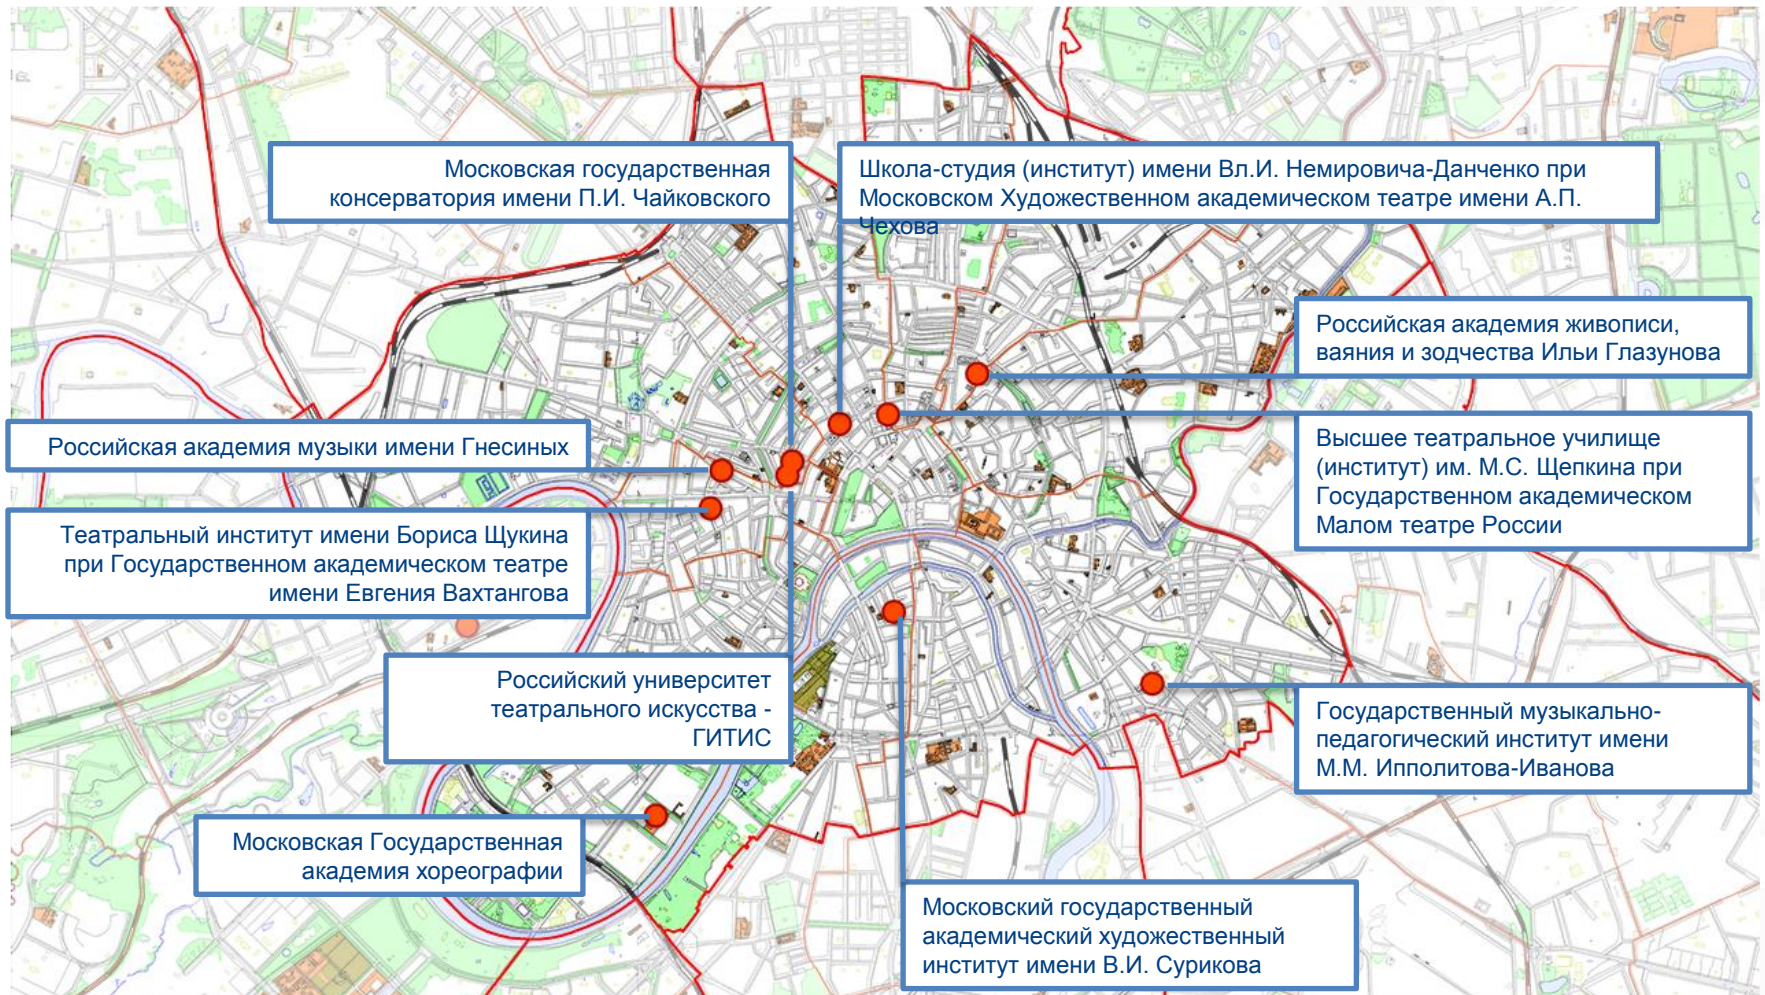 Московская государственная
консерватория имени П.И. Чайковского
Школа-студия (институт) имени Вл.И. Немировича-Данченко при
Московском Художественном академическом театре имени А.П.
Чехова
Российская академия живописи,
ваяния и зодчества Ильи Глазунова
Российская академия музыки имени Гнесиных
Высшее театральное училище
(институт) им. М.С. Щепкина при
Государственном академическом
Малом театре России
Театральный институт имени Бориса Щукина
при Государственном академическом театре
имени Евгения Вахтангова
Российский университет
театрального искусства -
ГИТИС
Государственный музыкально-
педагогический институт имени
М.М. Ипполитова-Иванова
Московская Государственная
академия хореографии
Московский государственный
академический художественный
институт имени В.И. Сурикова